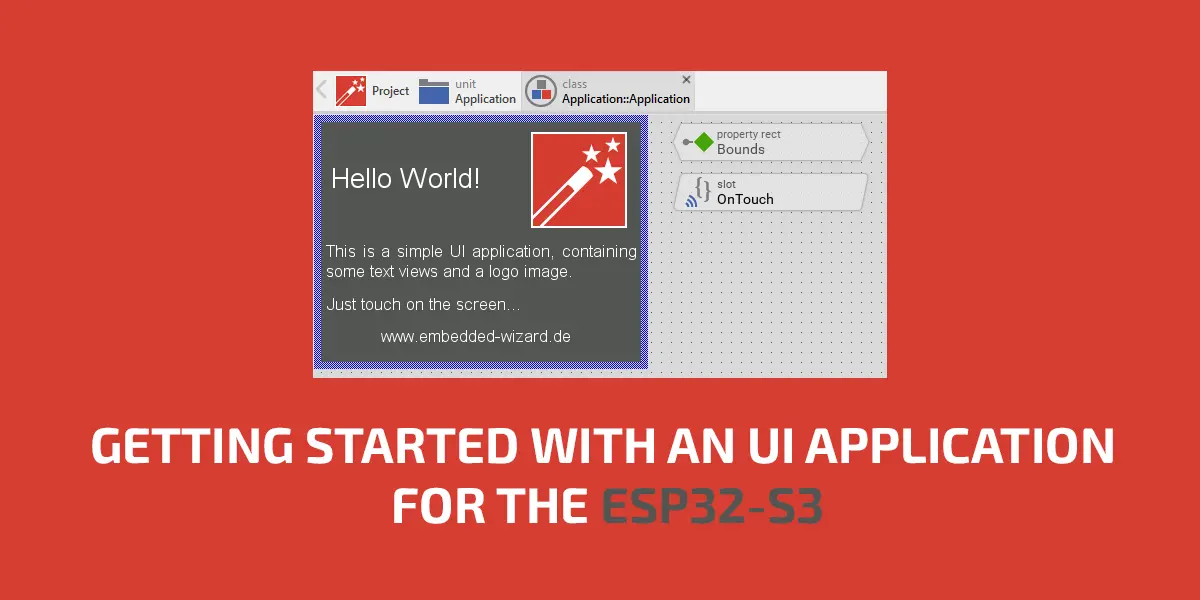 Project
unit
Application
class
Application::Application
Hello World!
This is a simple UI application, containing
some text views and a logo image.
Just touch on the screen...
www.embedded-wizard.de
property rect
Bounds
slot
OnTouch
GETTING STARTED WITH AN UI APPLICATION
FOR THE ESP32-S3